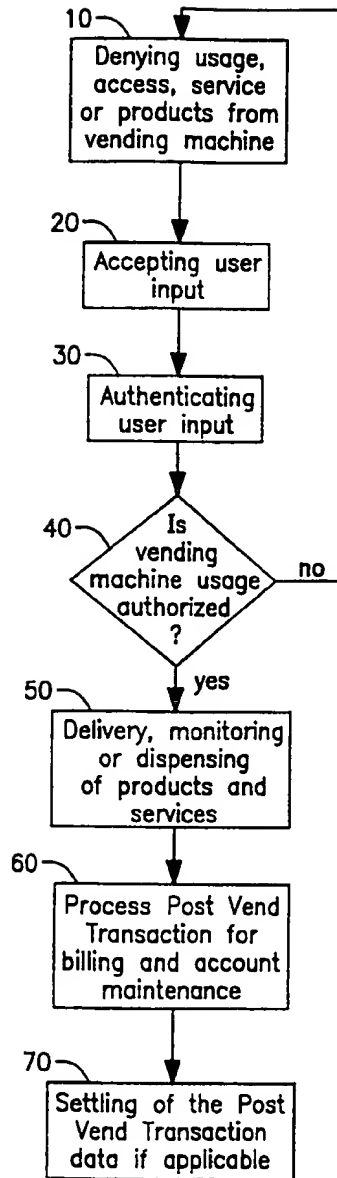 10
Denying usage,
access, service
or products from
vending machine
20
Accepting user
input
30
Authenticating
user input
40
Is
vending
machine usage
authorized
?
no
yes
50
Delivery, monitoring
or dispensing
of products and
services
60
Process Post Vend
Transaction for
billing and account
maintenance
70
Settling of the Post
Vend Transaction
data if applicable